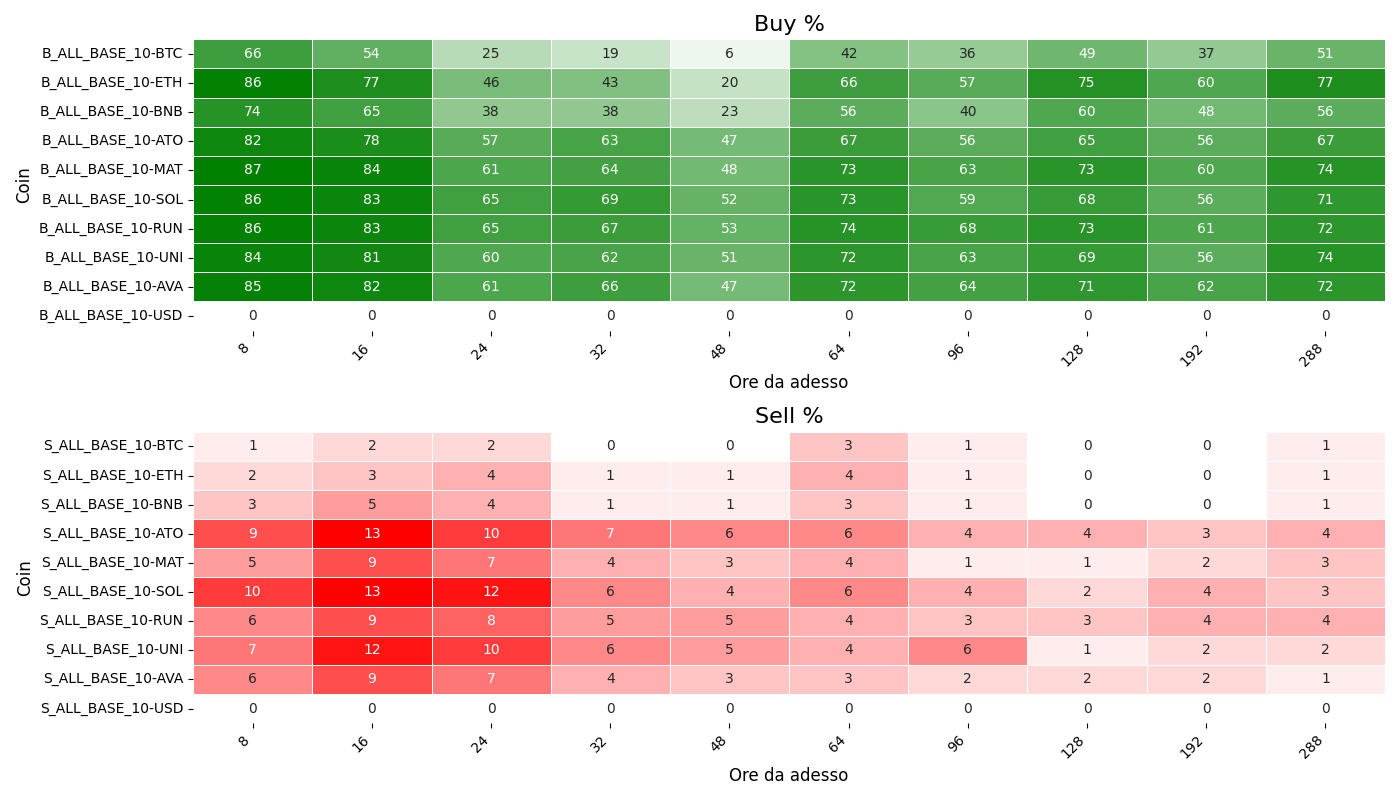 Buy %
Coin
B_ALL_BASE_10-BTC 66 54 25 19 6 42 36 49 37 51
B_ALL_BASE_10-ETH 86 77 46 43 20 66 57 75 60 77
B_ALL_BASE_10-BNB 74 65 38 38 23 56 40 60 48 56
B_ALL_BASE_10-ATO 82 78 57 63 47 67 56 65 56 67
B_ALL_BASE_10-MAT 87 84 61 64 48 73 63 73 60 74
B_ALL_BASE_10-SOL 86 83 65 69 52 73 59 68 56 71
B_ALL_BASE_10-RUN 86 83 65 67 53 74 68 73 61 72
B_ALL_BASE_10-UNI 84 81 60 62 51 72 63 69 56 74
B_ALL_BASE_10-AVA 85 82 61 66 47 72 64 71 62 72
B_ALL_BASE_10-USD 0 0 0 0 0 0 0 0 0 0
8 16 24 32 48 64 96 128 192 288
Ore da adesso
Sell %
Coin
S_ALL_BASE_10-BTC 1 2 2 0 0 3 1 0 0 1
S_ALL_BASE_10-ETH 2 3 4 1 1 4 1 0 0 1
S_ALL_BASE_10-BNB 3 5 4 1 1 3 1 0 0 1
S_ALL_BASE_10-ATO 9 13 10 7 6 6 4 4 3 4
S_ALL_BASE_10-MAT 5 9 7 4 3 4 1 1 2 3
S_ALL_BASE_10-SOL 10 13 12 6 4 6 4 2 4 3
S_ALL_BASE_10-RUN 6 9 8 5 5 4 3 3 4 4
S_ALL_BASE_10-UNI 7 12 10 6 5 4 6 1 2 2
S_ALL_BASE_10-AVA 6 9 7 4 3 3 2 2 2 1
S_ALL_BASE_10-USD 0 0 0 0 0 0 0 0 0 0
8 16 24 32 48 64 96 128 192 288
Ore da adesso